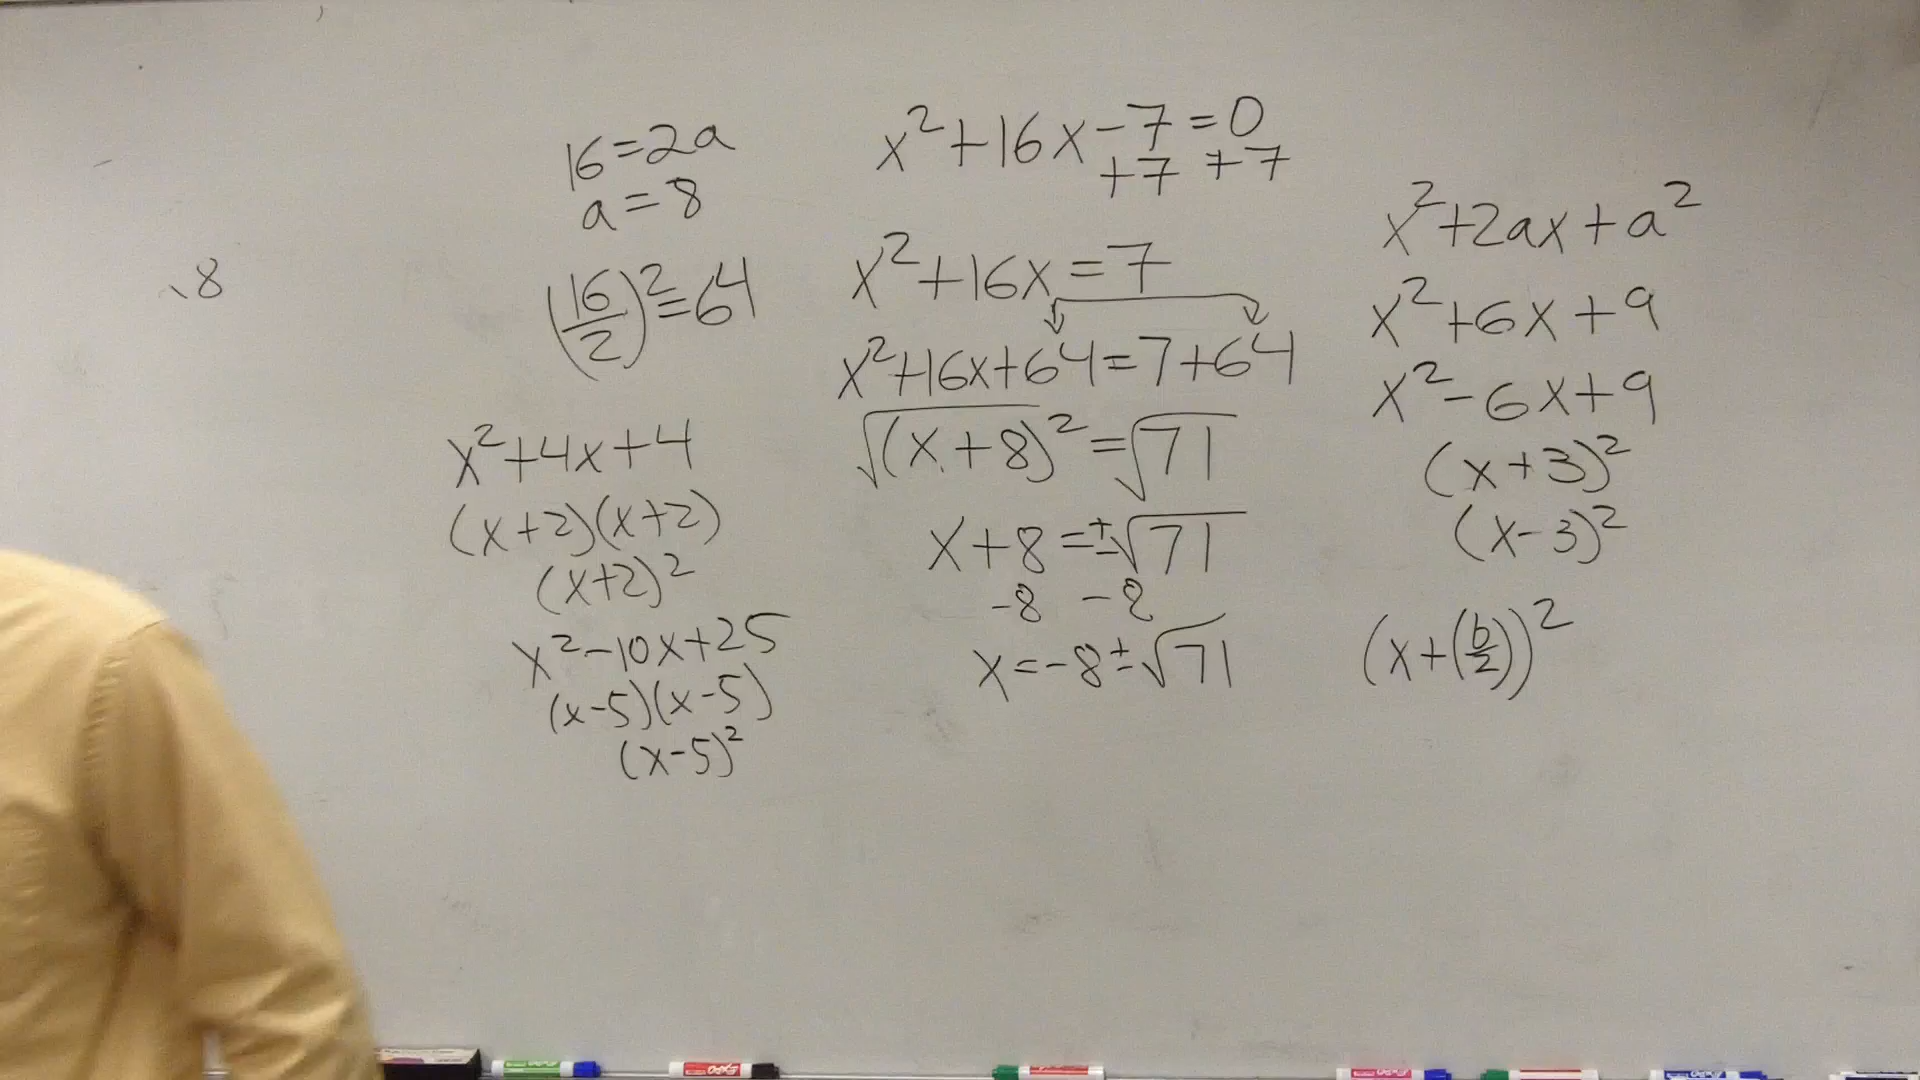 .8
16=2a
a=8
(16/2)²=64
x²+4x+4
(x+2)(x+2)
(x+2)²
x²-10x+25
(x-5)(x-5)
(x-5)²
x²+16x-7=0
+7 +7
x²+16x=7
x²+16x+64=7+64
√(x+8)²=√71
x+8=±√71
-8 -8
x=-8±√71
x²+2ax+a²
x²+6x+9
x²-6x+9
(x+3)²
(x-3)²
(x+(b/2))²
EXPO